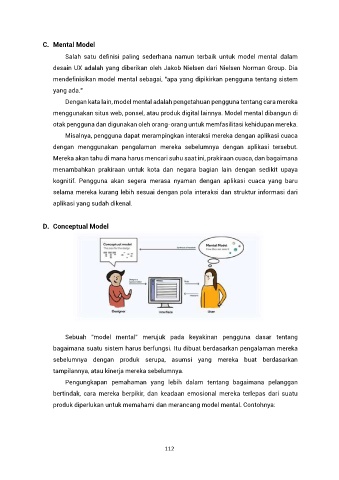 C. Mental Model
Salah satu definisi paling sederhana namun terbaik untuk model mental dalam
desain UX adalah yang diberikan oleh Jakob Nielsen dari Nielsen Norman Group. Dia
mendefinisikan model mental sebagai, "apa yang dipikirkan pengguna tentang sistem
yang ada."
Dengan kata lain, model mental adalah pengetahuan pengguna tentang cara mereka
menggunakan situs web, ponsel, atau produk digital lainnya. Model mental dibangun di
otak pengguna dan digunakan oleh orang-orang untuk memfasilitasi kehidupan mereka.
Misalnya, pengguna dapat merampingkan interaksi mereka dengan aplikasi cuaca
dengan menggunakan pengalaman mereka sebelumnya dengan aplikasi tersebut.
Mereka akan tahu di mana harus mencari suhu saat ini, prakiraan cuaca, dan bagaimana
menambahkan prakiraan untuk kota dan negara bagian lain dengan sedikit upaya
kognitif. Pengguna akan segera merasa nyaman dengan aplikasi cuaca yang baru
selama mereka kurang lebih sesuai dengan pola interaksi dan struktur informasi dari
aplikasi yang sudah dikenal.
D. Conceptual Model
Conceptual model
Mental Model
Designer
Interface
User
Sebuah "model mental" merujuk pada keyakinan pengguna dasar tentang
bagaimana suatu sistem harus berfungsi. Itu dibuat berdasarkan pengalaman mereka
sebelumnya dengan produk serupa, asumsi yang mereka buat berdasarkan
tampilannya, atau kinerja mereka sebelumnya.
Pengungkapan pemahaman yang lebih dalam tentang bagaimana pelanggan
bertindak, cara mereka berpikir, dan keadaan emosional mereka terlepas dari suatu
produk diperlukan untuk memahami dan merancang model mental. Contohnya:
112